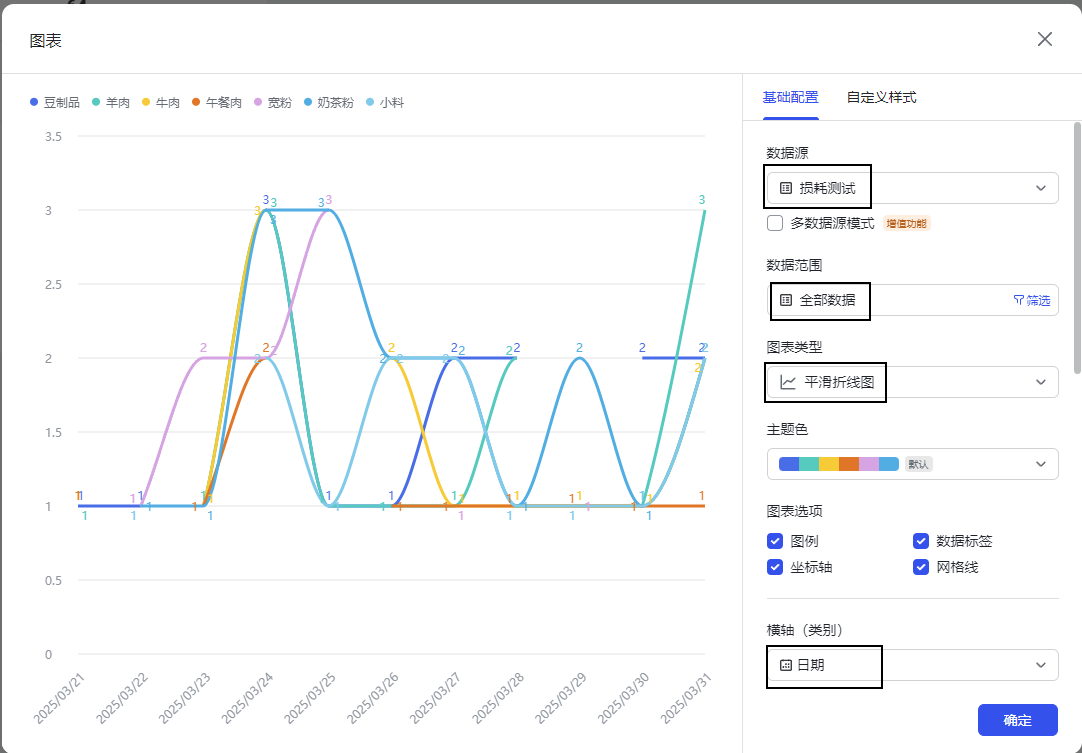 图表
豆制品 羊肉 牛肉 午餐肉 宽粉 奶茶粉 小料
3.5
3
2.5
2
1.5
1
0.5
0
2025/03/21 2025/03/22 2025/03/23 2025/03/24 2025/03/25 2025/03/26 2025/03/27 2025/03/28 2025/03/29 2025/03/30 2025/03/31
基础配置 自定义样式
数据源
损耗测试
多数据源模式 增值功能
数据范围
全部数据 筛选
图表类型
平滑折线图
主题色
默认
图表选项
图例 数据标签
坐标轴 网格线
横轴（类别）
日期
确定